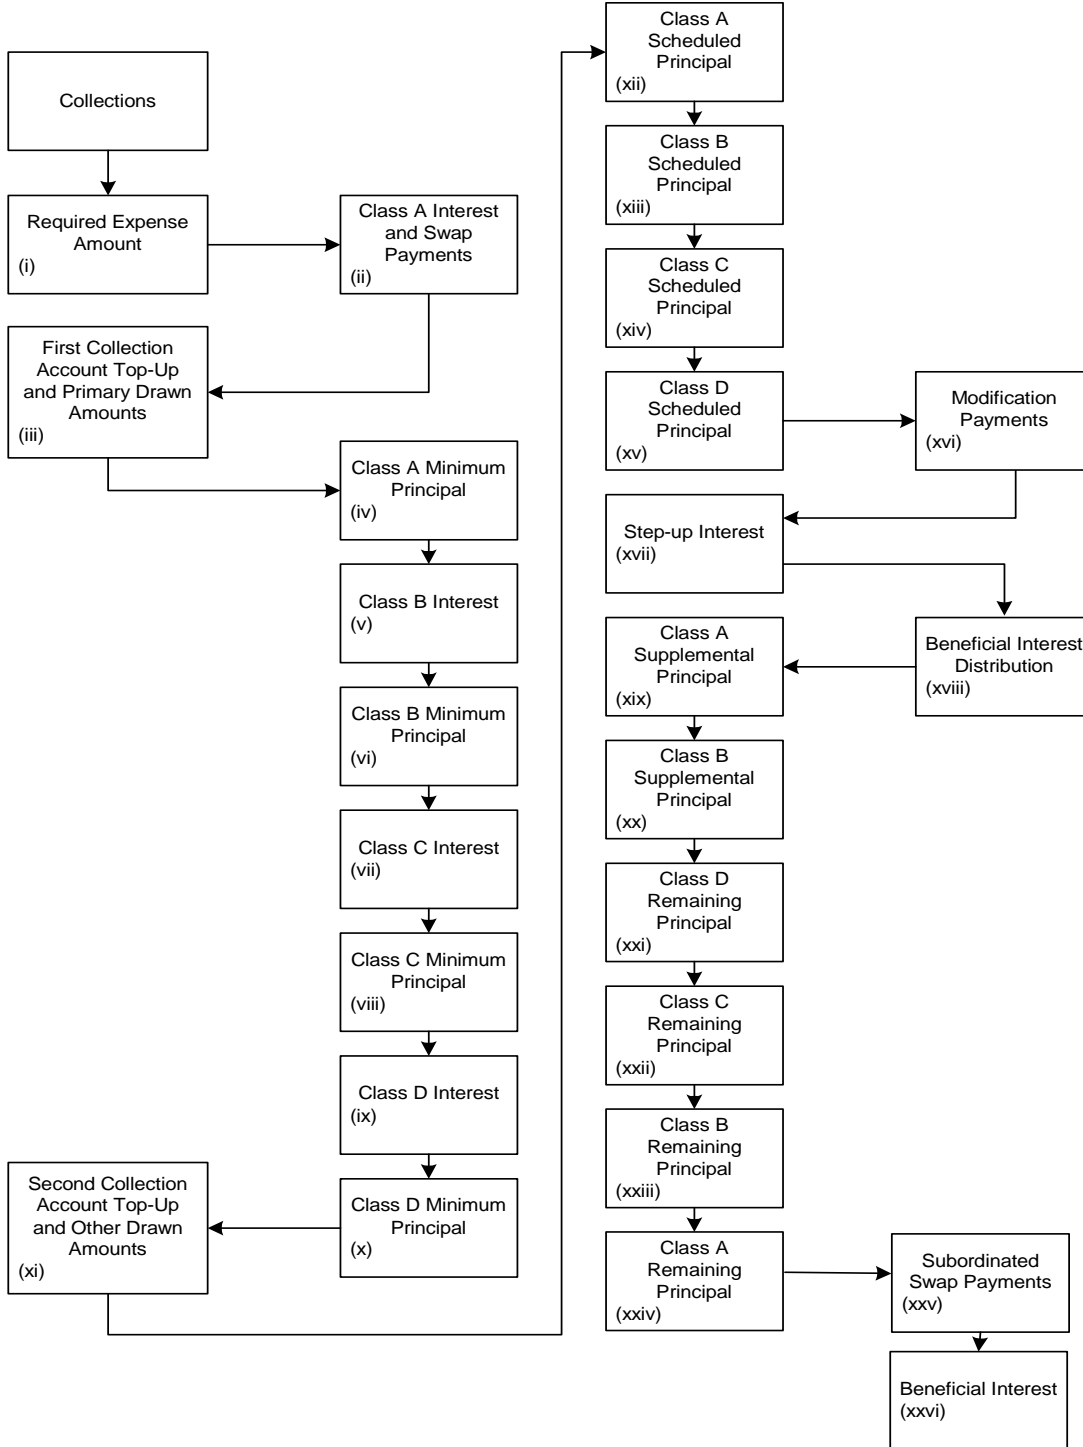 Collections
Required Expense
Amount
(i)
Class A Interest
and Swap
Payments
(ii)
First Collection
Account Top-Up
and Primary Drawn
Amounts
(iii)
Class A Minimum
Principal
(iv)
Class B Interest
(v)
Class B Minimum
Principal
(vi)
Class C Interest
(vii)
Class C Minimum
Principal
(viii)
Class D Interest
(ix)
Class D Minimum
Principal
(x)
Second Collection
Account Top-Up
and Other Drawn
Amounts
(xi)
Class A
Scheduled
Principal
(xii)
Class B
Scheduled
Principal
(xiii)
Class C
Scheduled
Principal
(xiv)
Class D
Scheduled
Principal
(xv)
Modification
Payments
(xvi)
Step-up Interest
(xvii)
Beneficial Interest
Distribution
(xviii)
Class A
Supplemental
Principal
(xix)
Class B
Supplemental
Principal
(xx)
Class D
Remaining
Principal
(xxi)
Class C
Remaining
Principal
(xxii)
Class B
Remaining
Principal
(xxiii)
Class A
Remaining
Principal
(xxiv)
Subordinated
Swap Payments
(xxv)
Beneficial Interest
(xxvi)